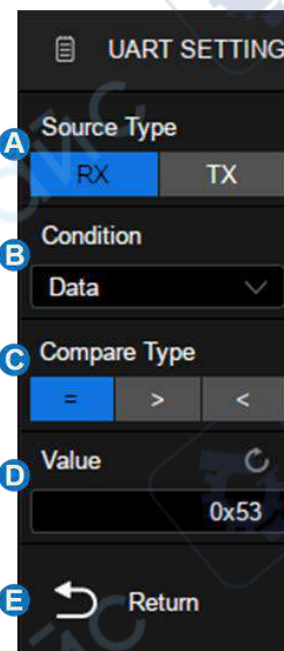 UART SETTING
A
Source Type
RX TX
B
Condition
Data
C
Compare Type
= > <
D
Value
0x53
E
Return